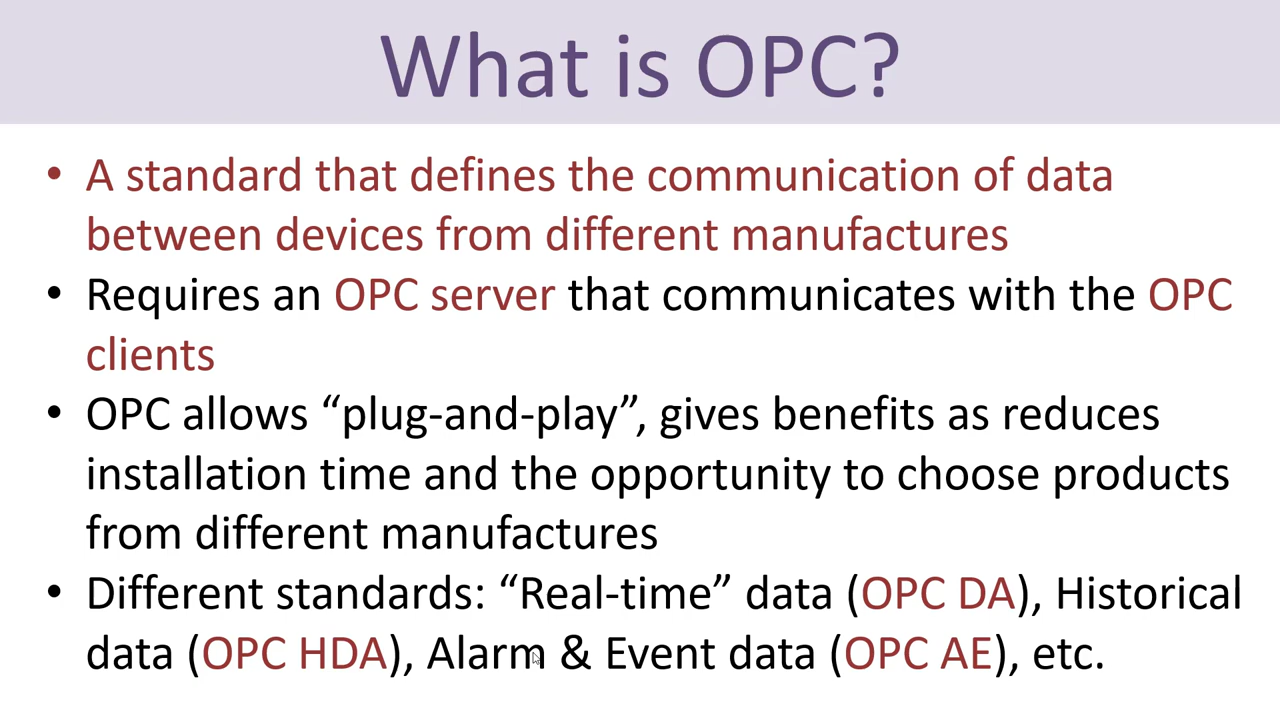 What is OPC?
• A standard that defines the communication of data
between devices from different manufactures
• Requires an OPC server that communicates with the OPC
clients
• OPC allows “plug-and-play”, gives benefits as reduces
installation time and the opportunity to choose products
from different manufactures
• Different standards: “Real-time” data (OPC DA), Historical
data (OPC HDA), Alarm & Event data (OPC AE), etc.